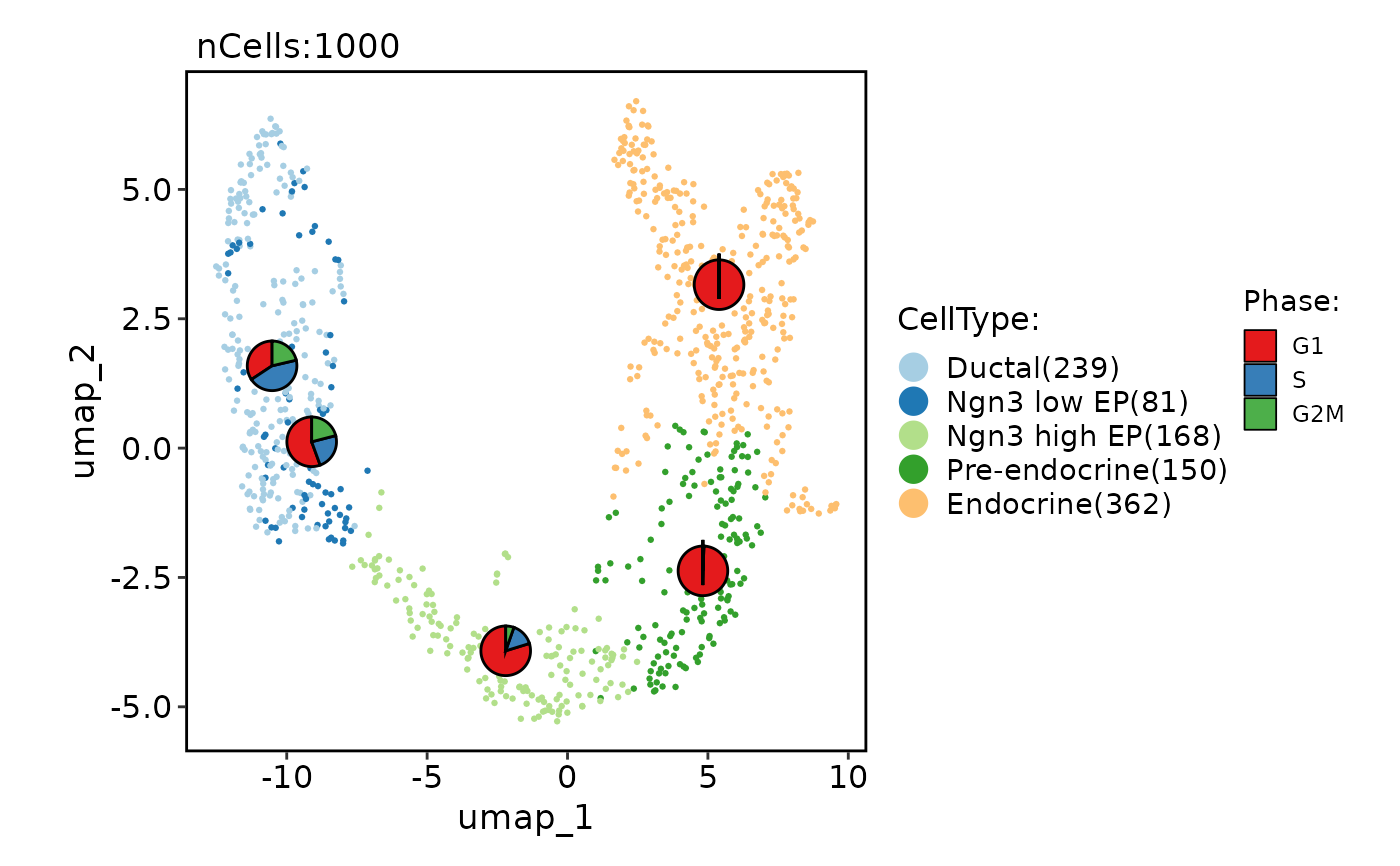 nCells:1000
umap_2
5.0
2.5
0.0
-2.5
-5.0
-10
-5
0
5
10
umap_1
CellType:
Ductal(239)
Ngn3 low EP(81)
Ngn3 high EP(168)
Pre-endocrine(150)
Endocrine(362)
Phase:
G1
S
G2M